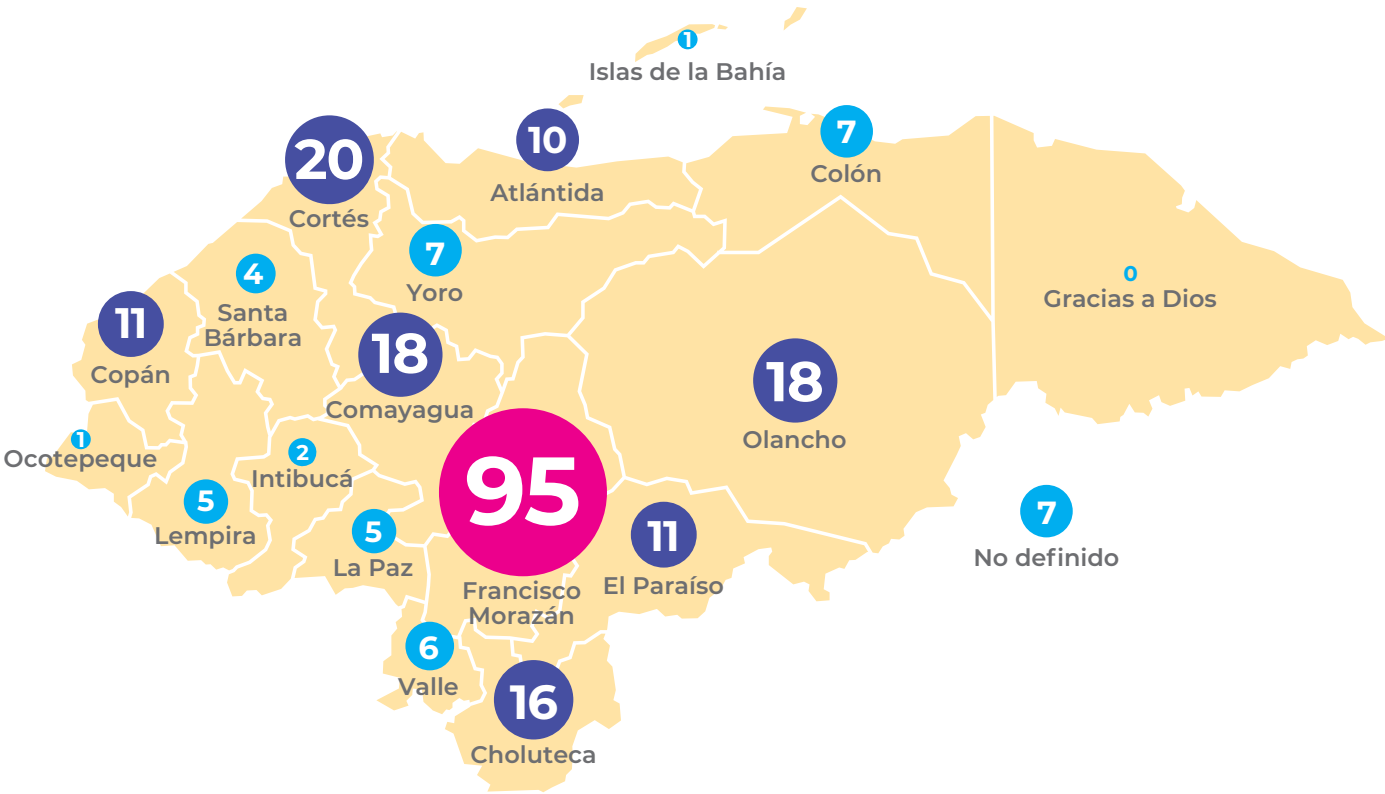 1
Islas de la Bahía
20
Cortés
10
Atlántida
7
Colón
4
Santa
Bárbara
7
Yoro
0
Gracias a Dios
11
Copán
18
Comayagua
18
Olancho
1
Ocotepeque
2
Intibucá
95
Francisco
Morazán
5
Lempira
5
La Paz
11
El Paraíso
7
No definido
6
Valle
16
Choluteca